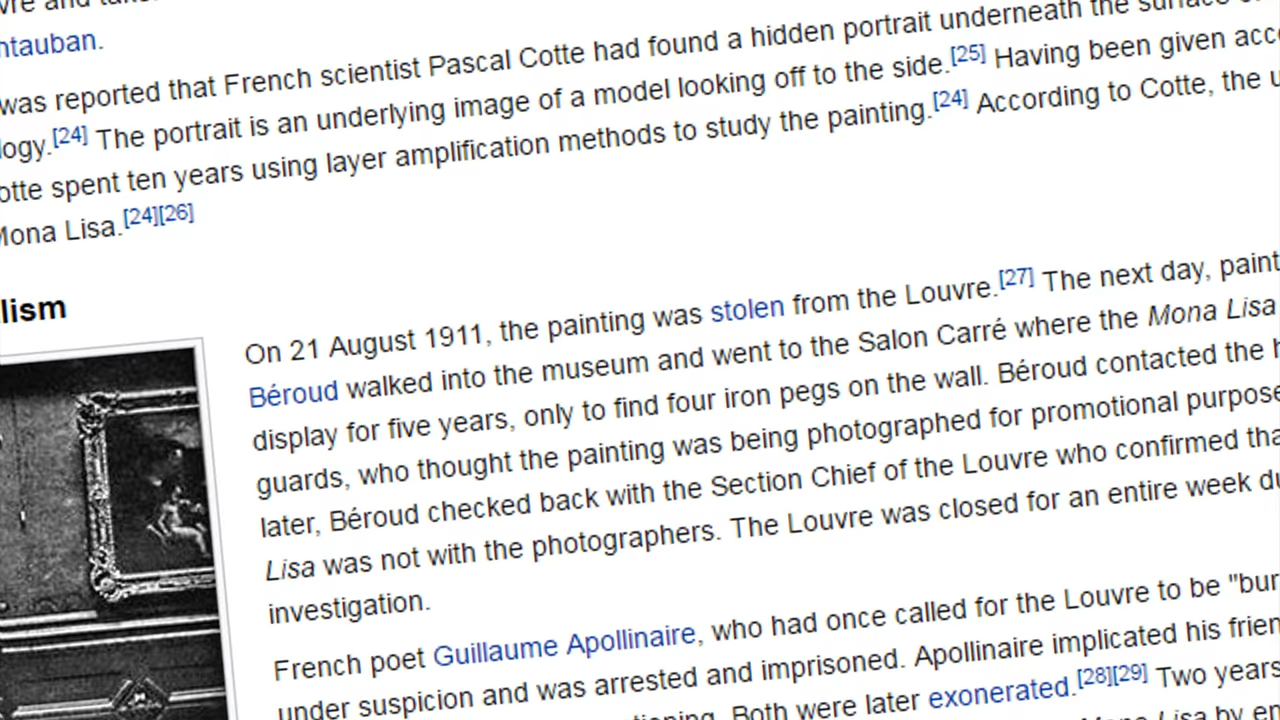 ntauban.
was reported that French scientist Pascal Cotte had found a hidden portrait underneath the surface
logy.[24] The portrait is an underlying image of a model looking off to the side.[25] Having been given acc
otte spent ten years using layer amplification methods to study the painting.[24] According to Cotte, the u
Mona Lisa.[24][26]
lism
On 21 August 1911, the painting was stolen from the Louvre.[27] The next day, paint
Béroud walked into the museum and went to the Salon Carré where the Mona Lisa
display for five years, only to find four iron pegs on the wall. Béroud contacted the h
guards, who thought the painting was being photographed for promotional purpose
later, Béroud checked back with the Section Chief of the Louvre who confirmed tha
Lisa was not with the photographers. The Louvre was closed for an entire week du
investigation.
French poet Guillaume Apollinaire, who had once called for the Louvre to be "bur
under suspicion and was arrested and imprisoned. Apollinaire implicated his frien
tioning. Both were later exonerated.[28][29] Two years
Mona Lisa by em